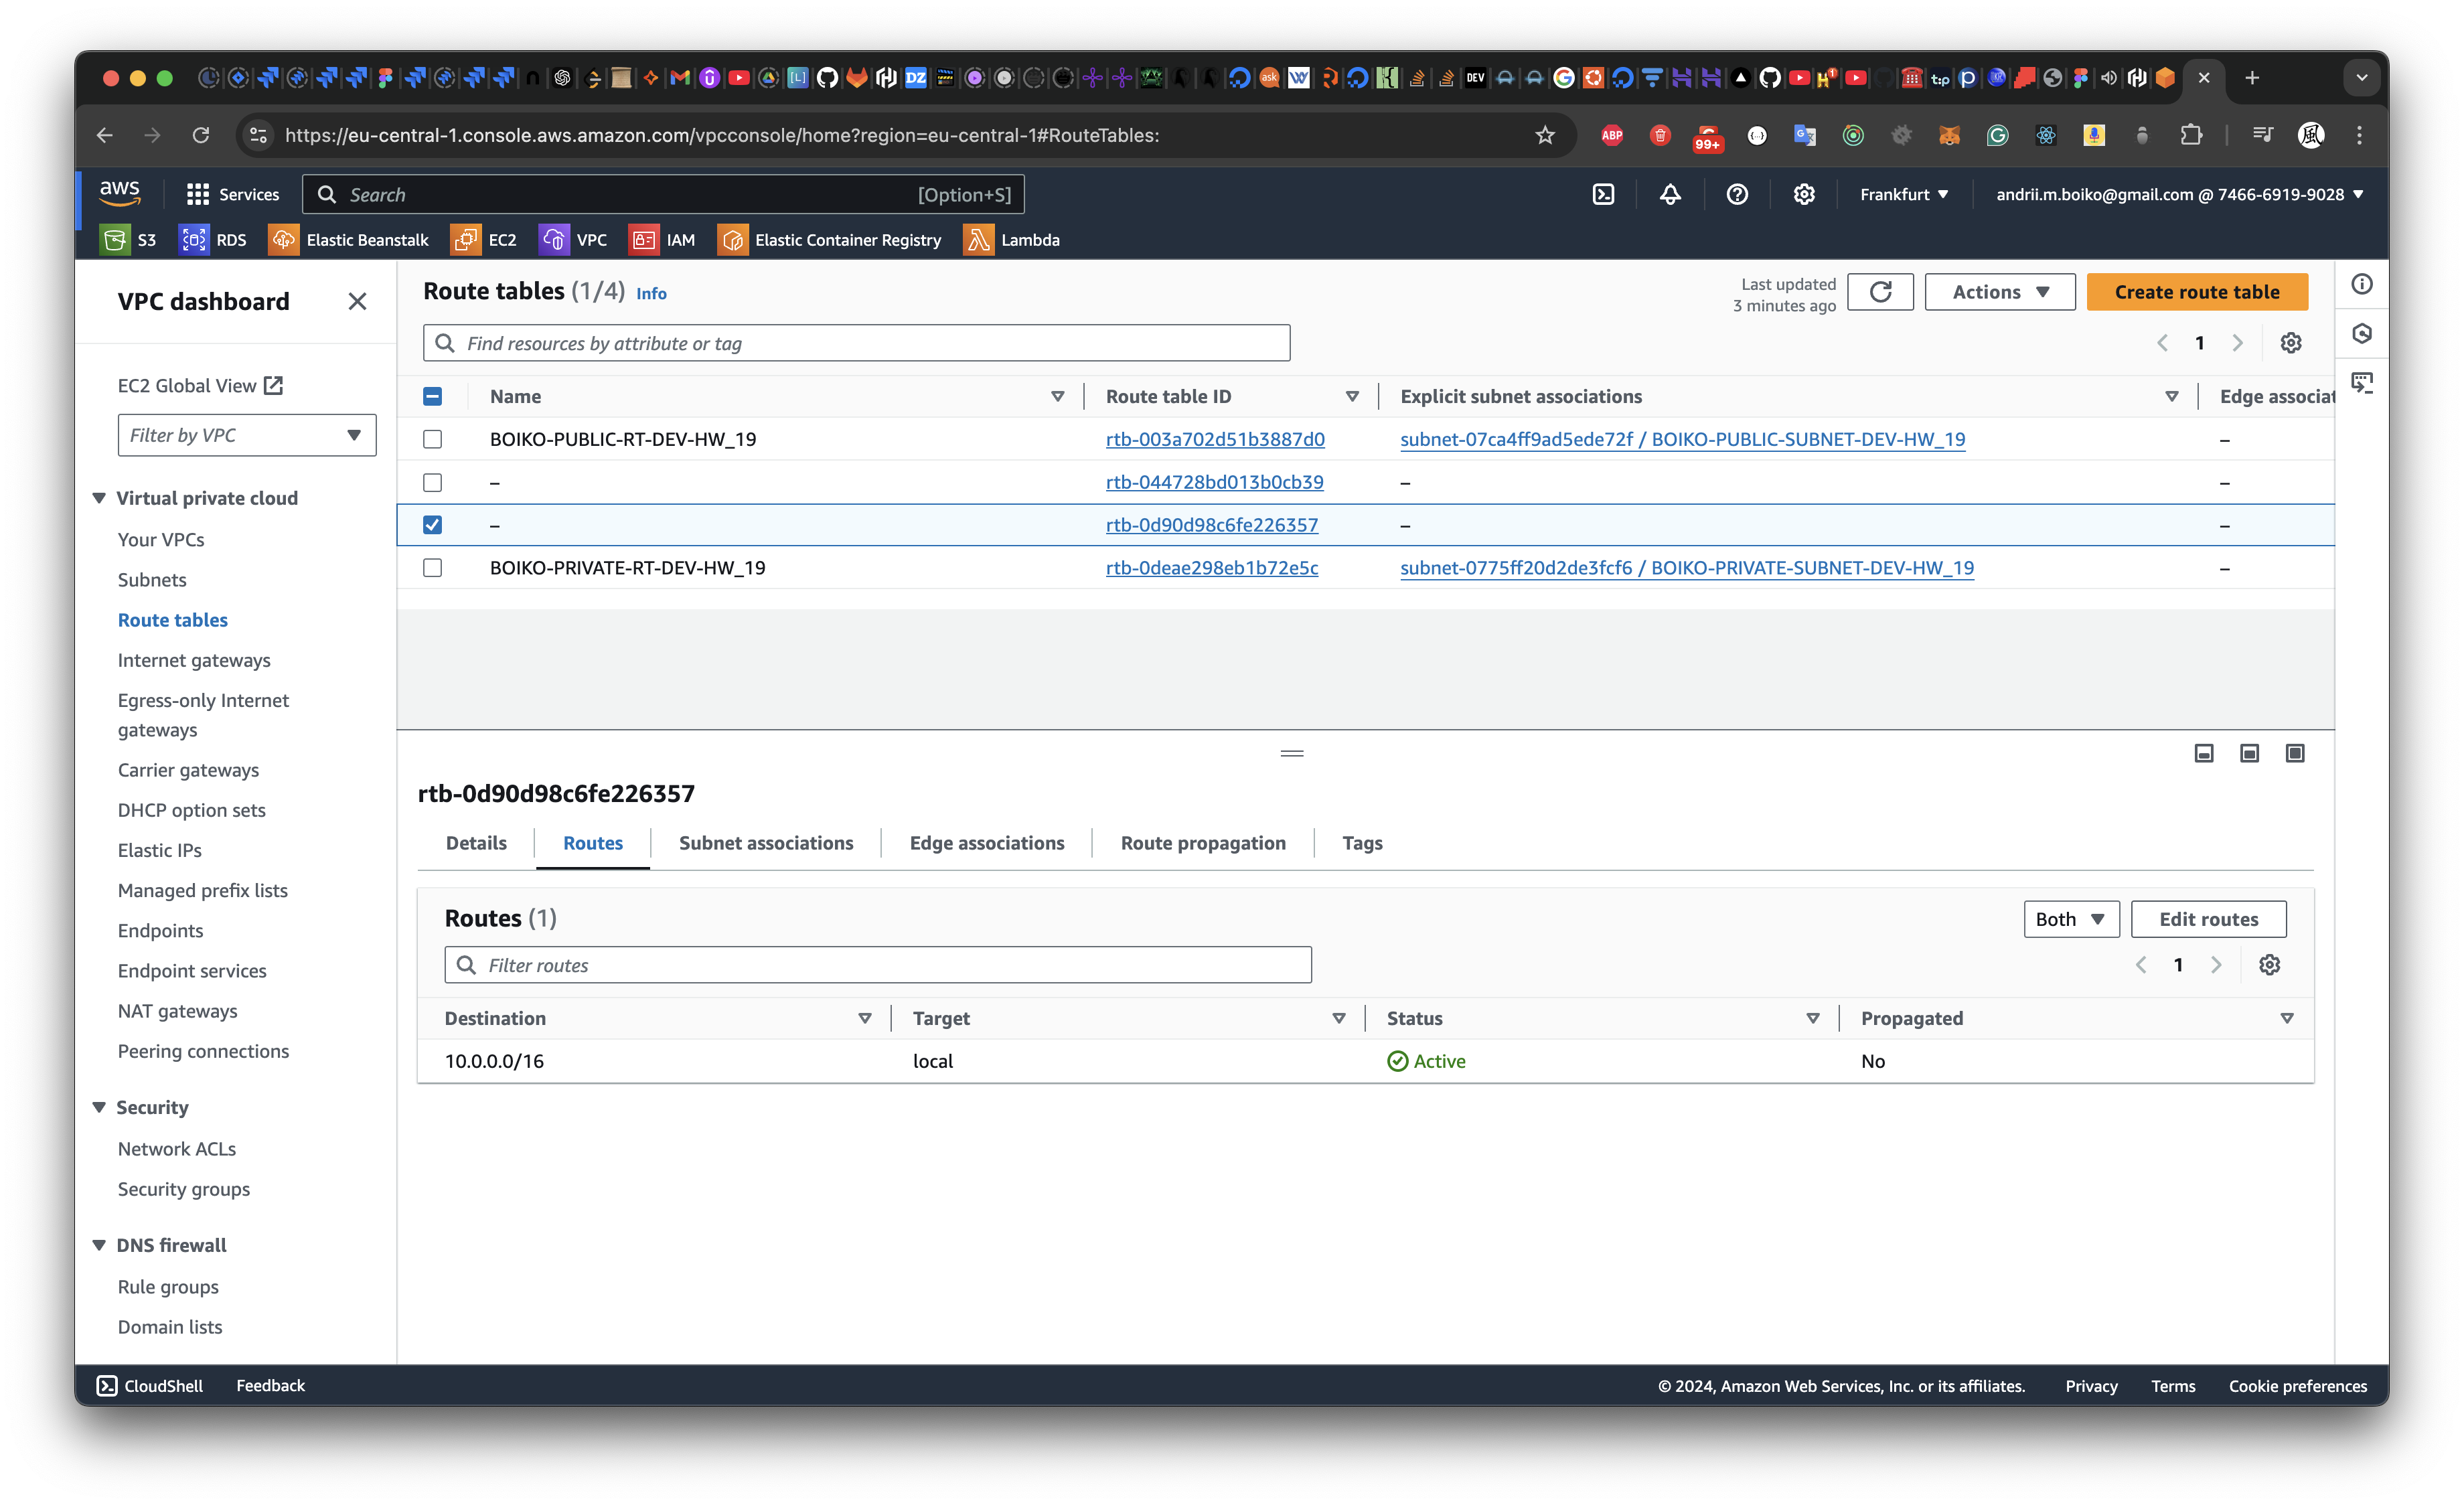 https://eu-central-1.console.aws.amazon.com/vpcconsole/home?region=eu-central-1#RouteTables:
ABP
99+
aws
Services
Search
[Option+S]
Frankfurt
andrii.m.boiko@gmail.com @ 7466-6919-9028
S3
RDS
Elastic Beanstalk
EC2
VPC
IAM
Elastic Container Registry
Lambda
VPC dashboard
EC2 Global View
Filter by VPC
Virtual private cloud
Your VPCs
Subnets
Route tables
Internet gateways
Egress-only Internet
gateways
Carrier gateways
DHCP option sets
Elastic IPs
Managed prefix lists
Endpoints
Endpoint services
NAT gateways
Peering connections
Security
Network ACLs
Security groups
DNS firewall
Rule groups
Domain lists
Route tables (1/4) Info
Last updated
3 minutes ago
Actions
Create route table
Find resources by attribute or tag
1
Name Route table ID Explicit subnet associations Edge associat
BOIKO-PUBLIC-RT-DEV-HW_19 rtb-003a702d51b3887d0 subnet-07ca4ff9ad5ede72f / BOIKO-PUBLIC-SUBNET-DEV-HW_19 –
– rtb-044728bd013b0cb39 – –
– rtb-0d90d98c6fe226357 – –
BOIKO-PRIVATE-RT-DEV-HW_19 rtb-0deae298eb1b72e5c subnet-0775ff20d2de3fcf6 / BOIKO-PRIVATE-SUBNET-DEV-HW_19 –
rtb-0d90d98c6fe226357
Details Routes Subnet associations Edge associations Route propagation Tags
Routes (1)
Both
Edit routes
Filter routes
1
Destination Target Status Propagated
10.0.0.0/16 local Active No
CloudShell
Feedback
© 2024, Amazon Web Services, Inc. or its affiliates.
Privacy
Terms
Cookie preferences